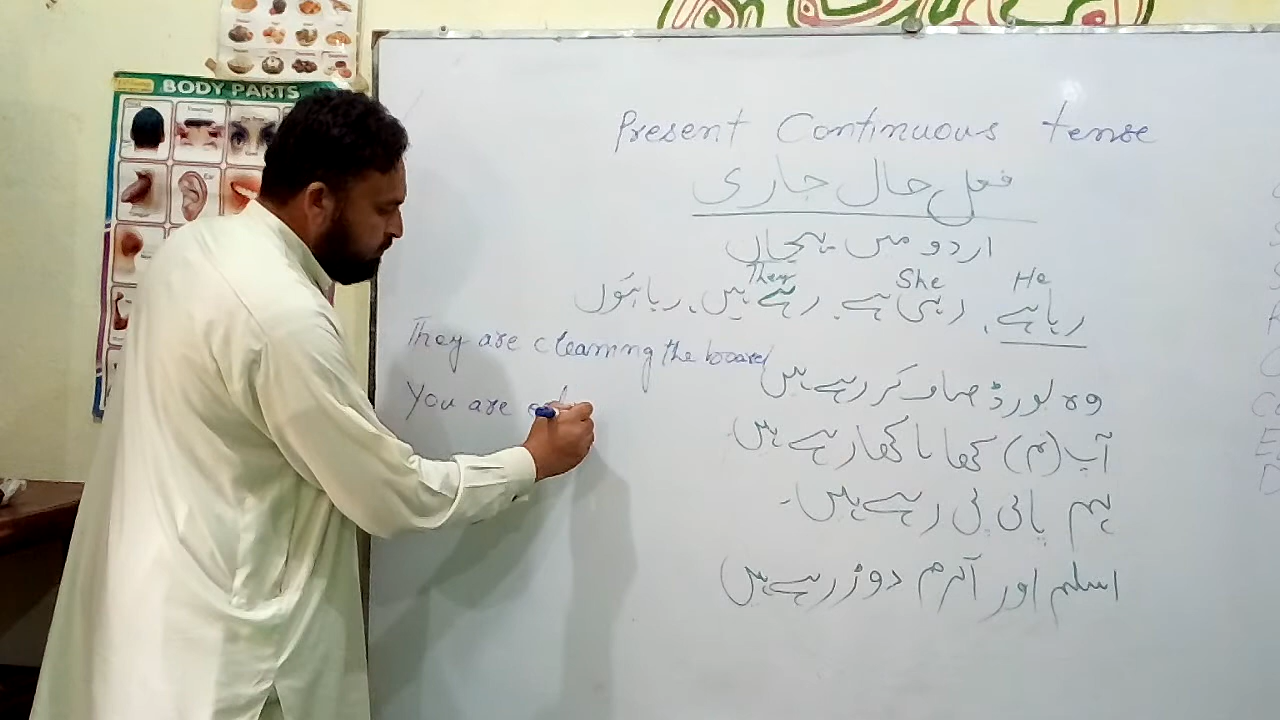 BODY PARTS
Present Continuous tense
فعل حال جاری
اردو میں پہچان
He She They
رہا ہے، رہی ہے، رہے ہیں، رہا ہوں
They are cleaning the board
وہ بورڈ صاف کر رہے ہیں
You are
آپ (تم) کھانا کھا رہے ہیں
ہم پانی پی رہے ہیں۔
اسلم اور اکرم دوڑ رہے ہیں